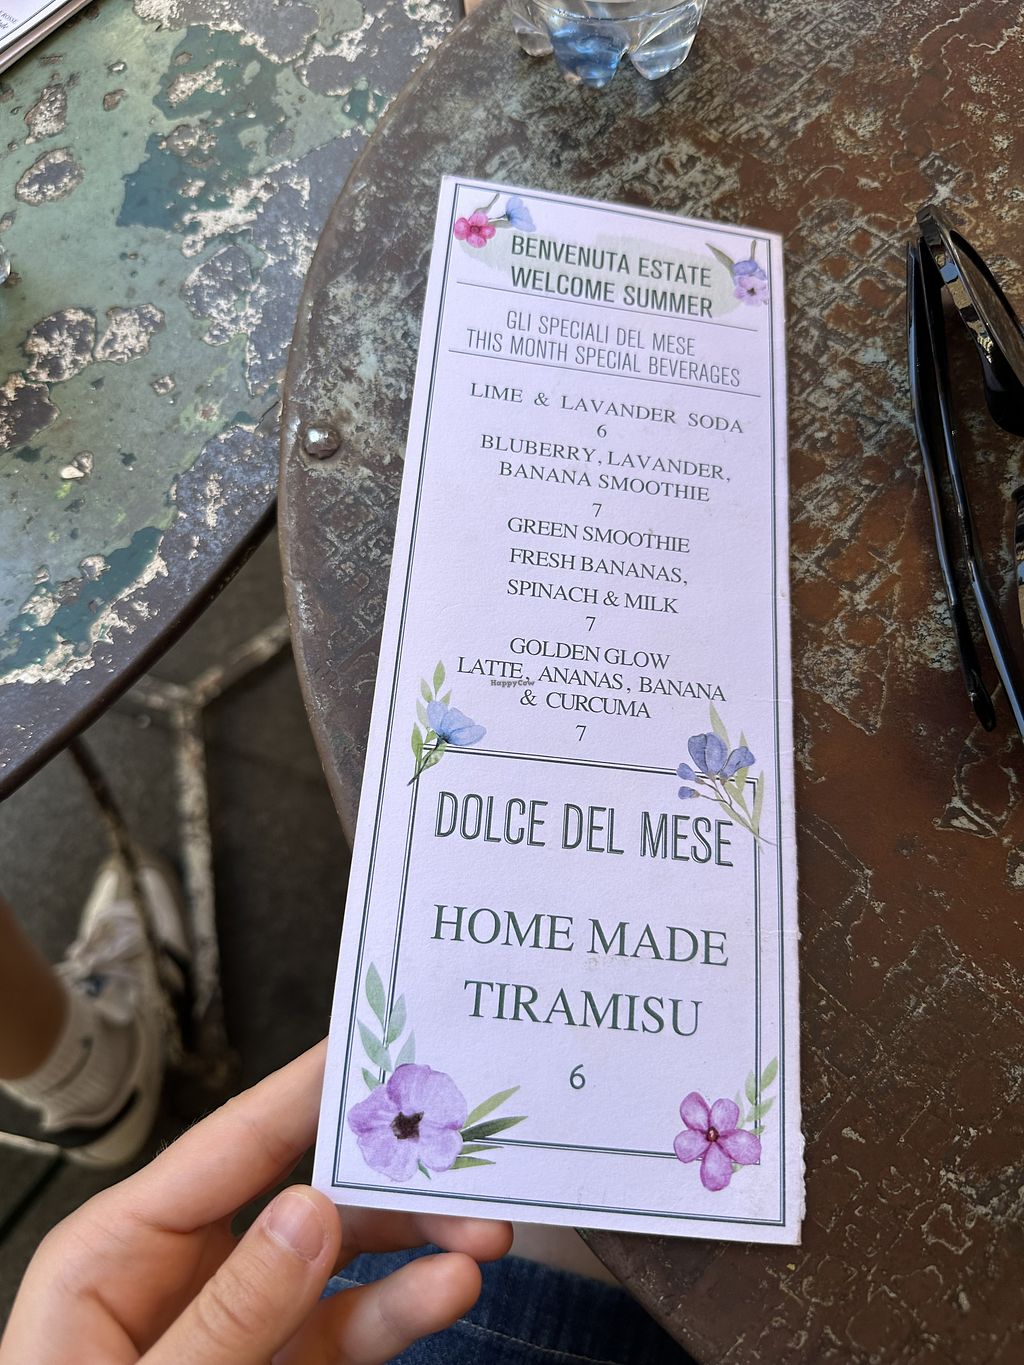 BENVENUTA ESTATE
WELCOME SUMMER
GLI SPECIALI DEL MESE
THIS MONTH SPECIAL BEVERAGES
LIME & LAVANDER SODA
6
BLUBERRY, LAVANDER,
BANANA SMOOTHIE
7
GREEN SMOOTHIE
FRESH BANANAS,
SPINACH & MILK
7
GOLDEN GLOW
LATTE, ANANAS, BANANA
HappyCow
& CURCUMA
7
DOLCE DEL MESE
HOME MADE
TIRAMISU
6